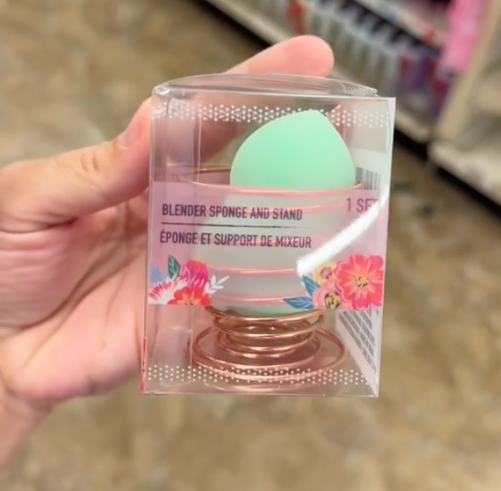 BLENDER SPONGE AND STAND
1 SET
ÉPONGE ET SUPPORT DE MIXEUR